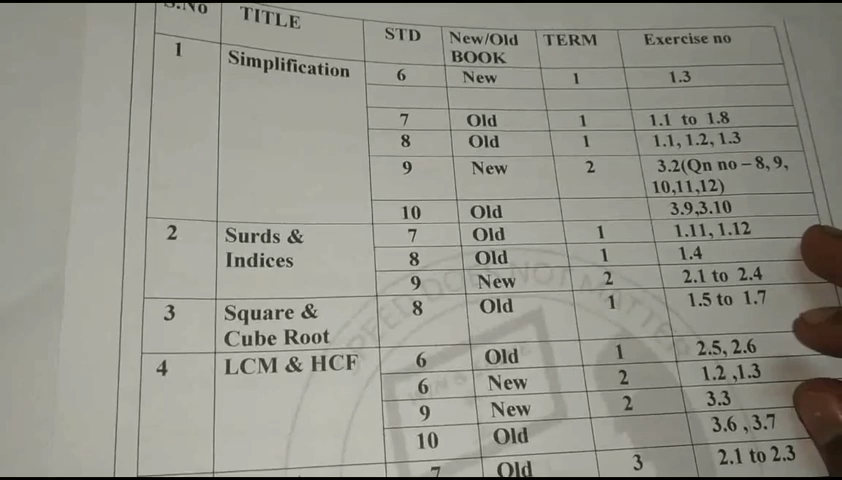 S.No TITLE STD New/Old BOOK TERM Exercise no
1 Simplification 6 New 1 1.3
7 Old 1 1.1 to 1.8
8 Old 1 1.1, 1.2, 1.3
9 New 2 3.2(Qn no – 8, 9, 10,11,12)
10 Old 3.9,3.10
2 Surds & Indices 7 Old 1 1.11, 1.12
8 Old 1 1.4
9 New 2 2.1 to 2.4
3 Square & Cube Root 8 Old 1 1.5 to 1.7
4 LCM & HCF 6 Old 1 2.5, 2.6
6 New 2 1.2 ,1.3
9 New 2 3.3
10 Old 3.6 , 3.7
7 Old 3 2.1 to 2.3
SPEED DOES NOT MATTER